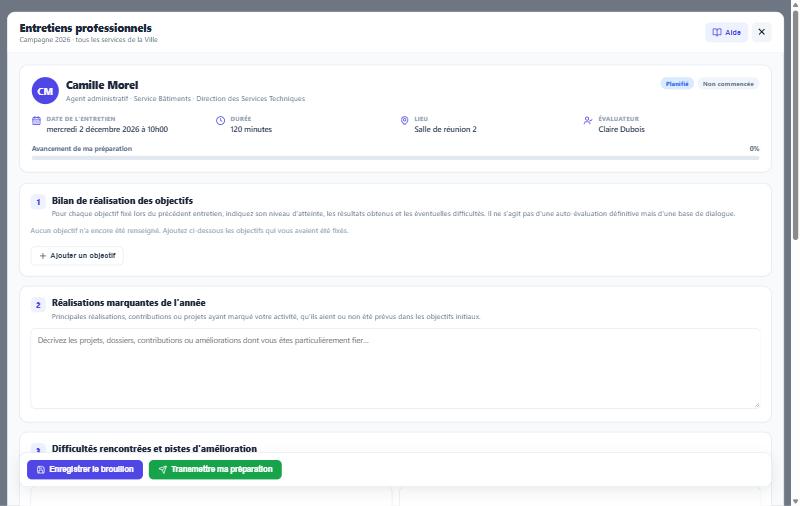 Entretiens professionnels
Campagne 2026 · tous les services de la Ville
Aide
CM
Camille Morel
Agent administratif · Service Bâtiments · Direction des Services Techniques
Planifié
Non commencée
DATE DE L'ENTRETIEN
mercredi 2 décembre 2026 à 10h00
DURÉE
120 minutes
LIEU
Salle de réunion 2
ÉVALUATEUR
Claire Dubois
Avancement de ma préparation
0%
1
Bilan de réalisation des objectifs
Pour chaque objectif fixé lors du précédent entretien, indiquez son niveau d'atteinte, les résultats obtenus et les éventuelles difficultés. Il ne s'agit pas d'une auto-évaluation définitive mais d'une base de dialogue.
Aucun objectif n'a encore été renseigné. Ajoutez ci-dessous les objectifs qui vous avaient été fixés.
Ajouter un objectif
2
Réalisations marquantes de l'année
Principales réalisations, contributions ou projets ayant marqué votre activité, qu'ils aient ou non été prévus dans les objectifs initiaux.
Décrivez les projets, dossiers, contributions ou améliorations dont vous êtes particulièrement fier...
3
Difficultés rencontrées et pistes d'amélioration
Enregistrer le brouillon
Transmettre ma préparation